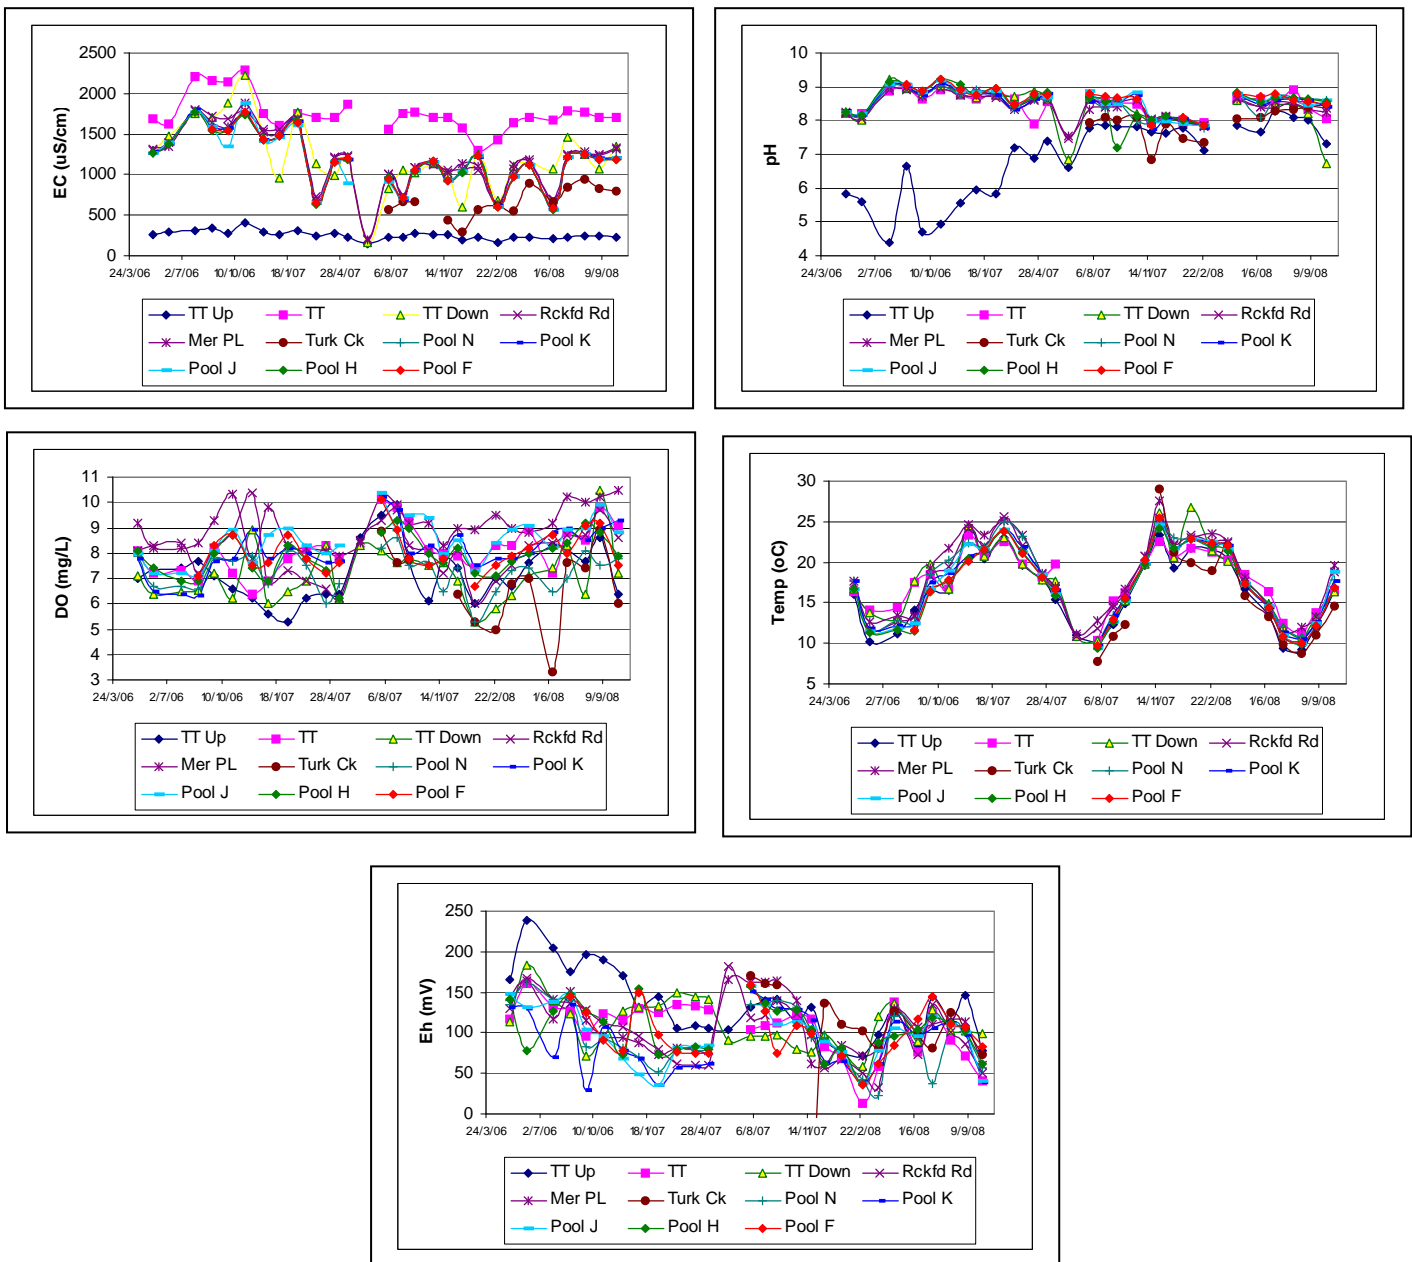 2500
2000
1500
1000
500
0
EC (uS/cm)
24/3/06 2/7/06 10/10/06 18/1/07 28/4/07 6/8/07 14/11/07 22/2/08 1/6/08 9/9/08
TT Up TT TT Down Rckfd Rd
Mer PL Turk Ck Pool N Pool K
Pool J Pool H Pool F
10
9
8
7
6
5
4
pH
24/3/06 2/7/06 10/10/06 18/1/07 28/4/07 6/8/07 14/11/07 22/2/08 1/6/08 9/9/08
TT Up TT TT Down Rckfd Rd
Mer PL Turk Ck Pool N Pool K
Pool J Pool H Pool F
11
10
9
8
7
6
5
4
3
DO (mg/L)
24/3/06 2/7/06 10/10/06 18/1/07 28/4/07 6/8/07 14/11/07 22/2/08 1/6/08 9/9/08
TT Up TT TT Down Rckfd Rd
Mer PL Turk Ck Pool N Pool K
Pool J Pool H Pool F
30
25
20
15
10
5
Temp (oC)
24/3/06 2/7/06 10/10/06 18/1/07 28/4/07 6/8/07 14/11/07 22/2/08 1/6/08 9/9/08
TT Up TT TT Down Rckfd Rd
Mer PL Turk Ck Pool N Pool K
Pool J Pool H Pool F
250
200
150
100
50
0
Eh (mV)
24/3/06 2/7/06 10/10/06 18/1/07 28/4/07 6/8/07 14/11/07 22/2/08 1/6/08 9/9/08
TT Up TT TT Down Rckfd Rd
Mer PL Turk Ck Pool N Pool K
Pool J Pool H Pool F